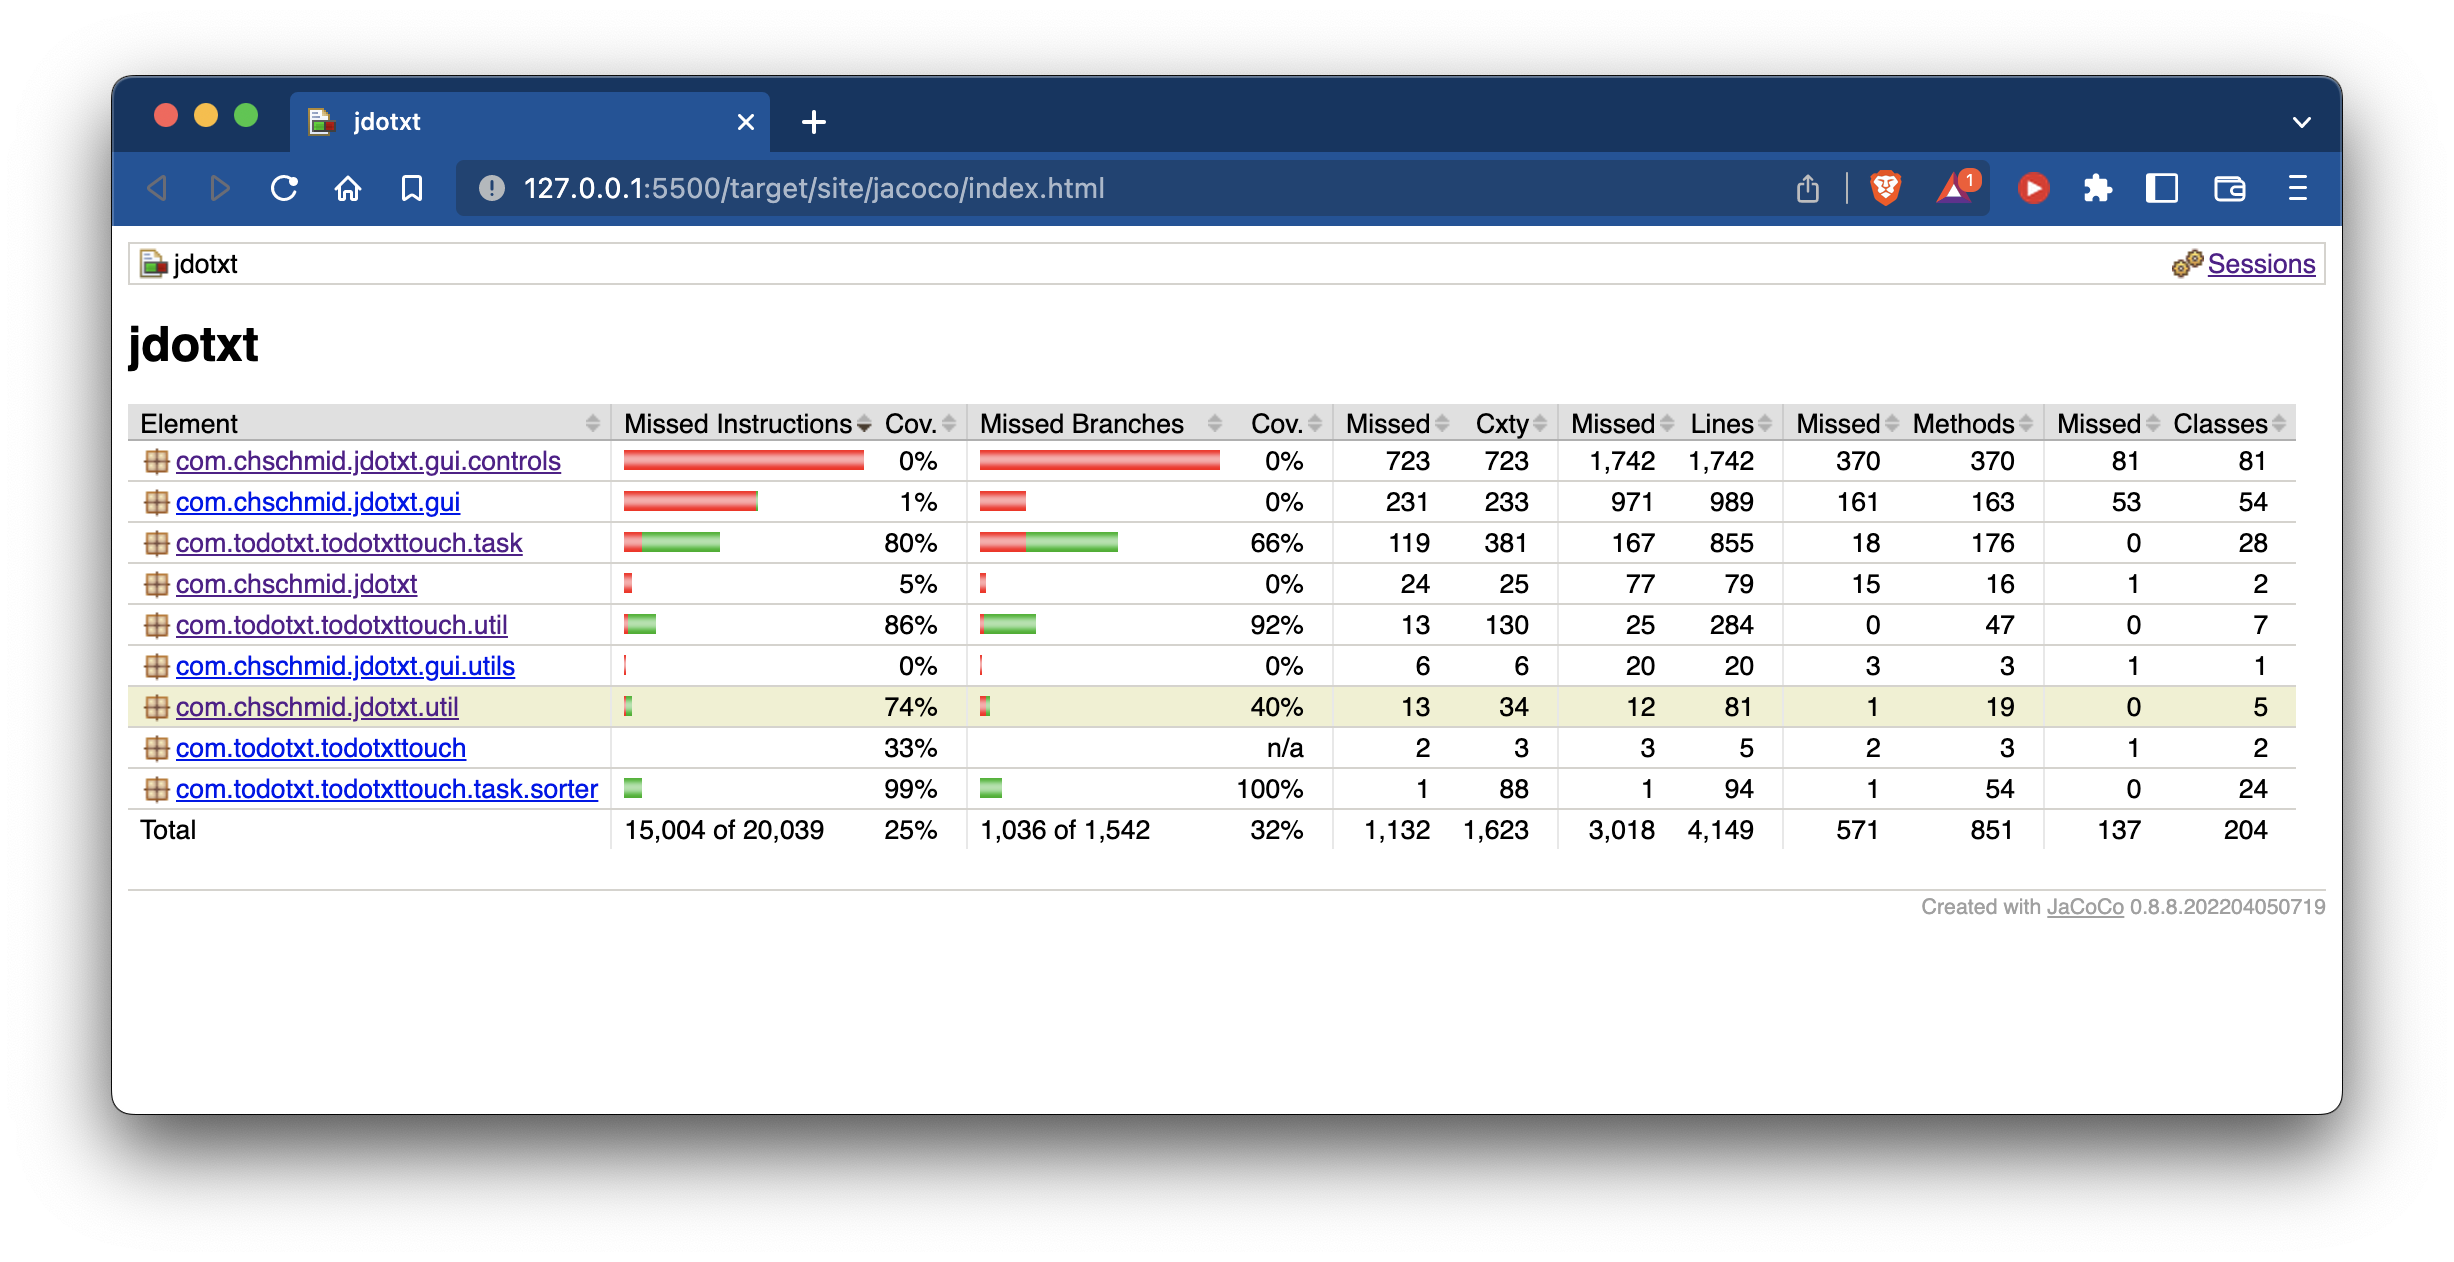 jdotxt
127.0.0.1:5500/target/site/jacoco/index.html
1
jdotxt
Sessions
jdotxt
Element Missed Instructions Cov. Missed Branches Cov. Missed Cxty Missed Lines Missed Methods Missed Classes
com.chschmid.jdotxt.gui.controls 0% 0% 723 723 1,742 1,742 370 370 81 81
com.chschmid.jdotxt.gui 1% 0% 231 233 971 989 161 163 53 54
com.todotxt.todotxttouch.task 80% 66% 119 381 167 855 18 176 0 28
com.chschmid.jdotxt 5% 0% 24 25 77 79 15 16 1 2
com.todotxt.todotxttouch.util 86% 92% 13 130 25 284 0 47 0 7
com.chschmid.jdotxt.gui.utils 0% 0% 6 6 20 20 3 3 1 1
com.chschmid.jdotxt.util 74% 40% 13 34 12 81 1 19 0 5
com.todotxt.todotxttouch 33% n/a 2 3 3 5 2 3 1 2
com.todotxt.todotxttouch.task.sorter 99% 100% 1 88 1 94 1 54 0 24
Total 15,004 of 20,039 25% 1,036 of 1,542 32% 1,132 1,623 3,018 4,149 571 851 137 204
Created with JaCoCo 0.8.8.202204050719